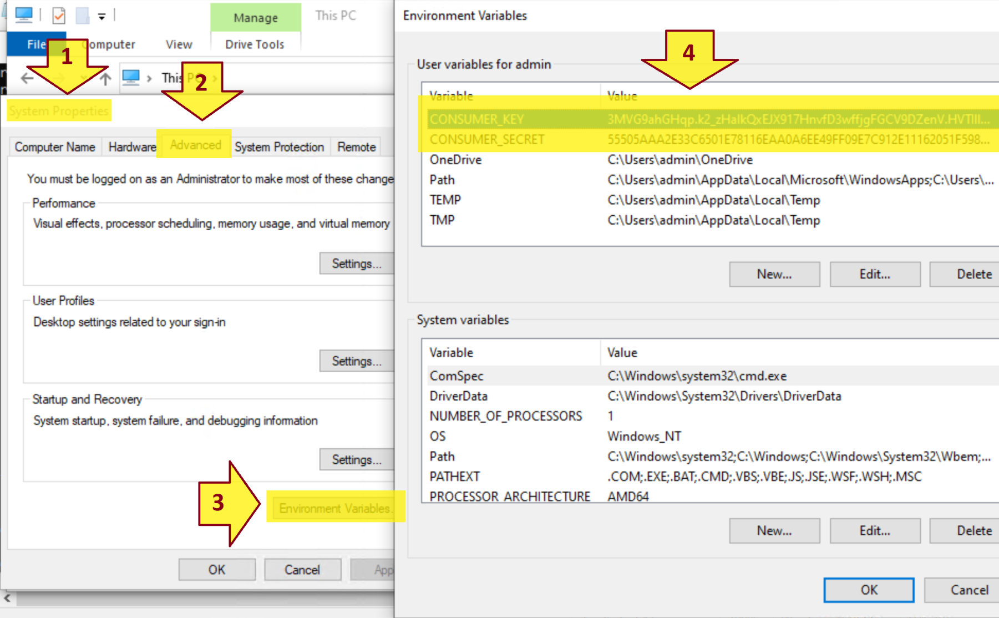 Manage
This PC
File
Computer
View
Drive Tools
1
2
This PC
System Properties
Computer Name
Hardware
Advanced
System Protection
Remote
You must be logged on as an Administrator to make most of these change
Performance
Visual effects, processor scheduling, memory usage, and virtual memory
Settings...
User Profiles
Desktop settings related to your sign-in
Settings...
Startup and Recovery
System startup, system failure, and debugging information
Settings...
3
Environment Variables.
OK
Cancel
App
Environment Variables
4
User variables for admin
Variable Value
CONSUMER_KEY 3MVG9ahGHqp.k2_zHalkQxEJX917HnvfD3wffjgFGCV9DZenV.HVTlll...
CONSUMER_SECRET 55505AAA2E33C6501E78116EAA0A6EE49FF09E7C912E11162051F598...
OneDrive C:\Users\admin\OneDrive
Path C:\Users\admin\AppData\Local\Microsoft\WindowsApps;C:\Users\...
TEMP C:\Users\admin\AppData\Local\Temp
TMP C:\Users\admin\AppData\Local\Temp
New... Edit... Delete
System variables
Variable Value
ComSpec C:\Windows\system32\cmd.exe
DriverData C:\Windows\System32\Drivers\DriverData
NUMBER_OF_PROCESSORS 1
OS Windows_NT
Path C:\Windows\system32;C:\Windows;C:\Windows\System32\Wbem;...
PATHEXT .COM;.EXE;.BAT;.CMD;.VBS;.VBE;.JS;.JSE;.WSF;.WSH;.MSC
PROCESSOR_ARCHITECTURE AMD64
New... Edit... Delete
OK Cancel